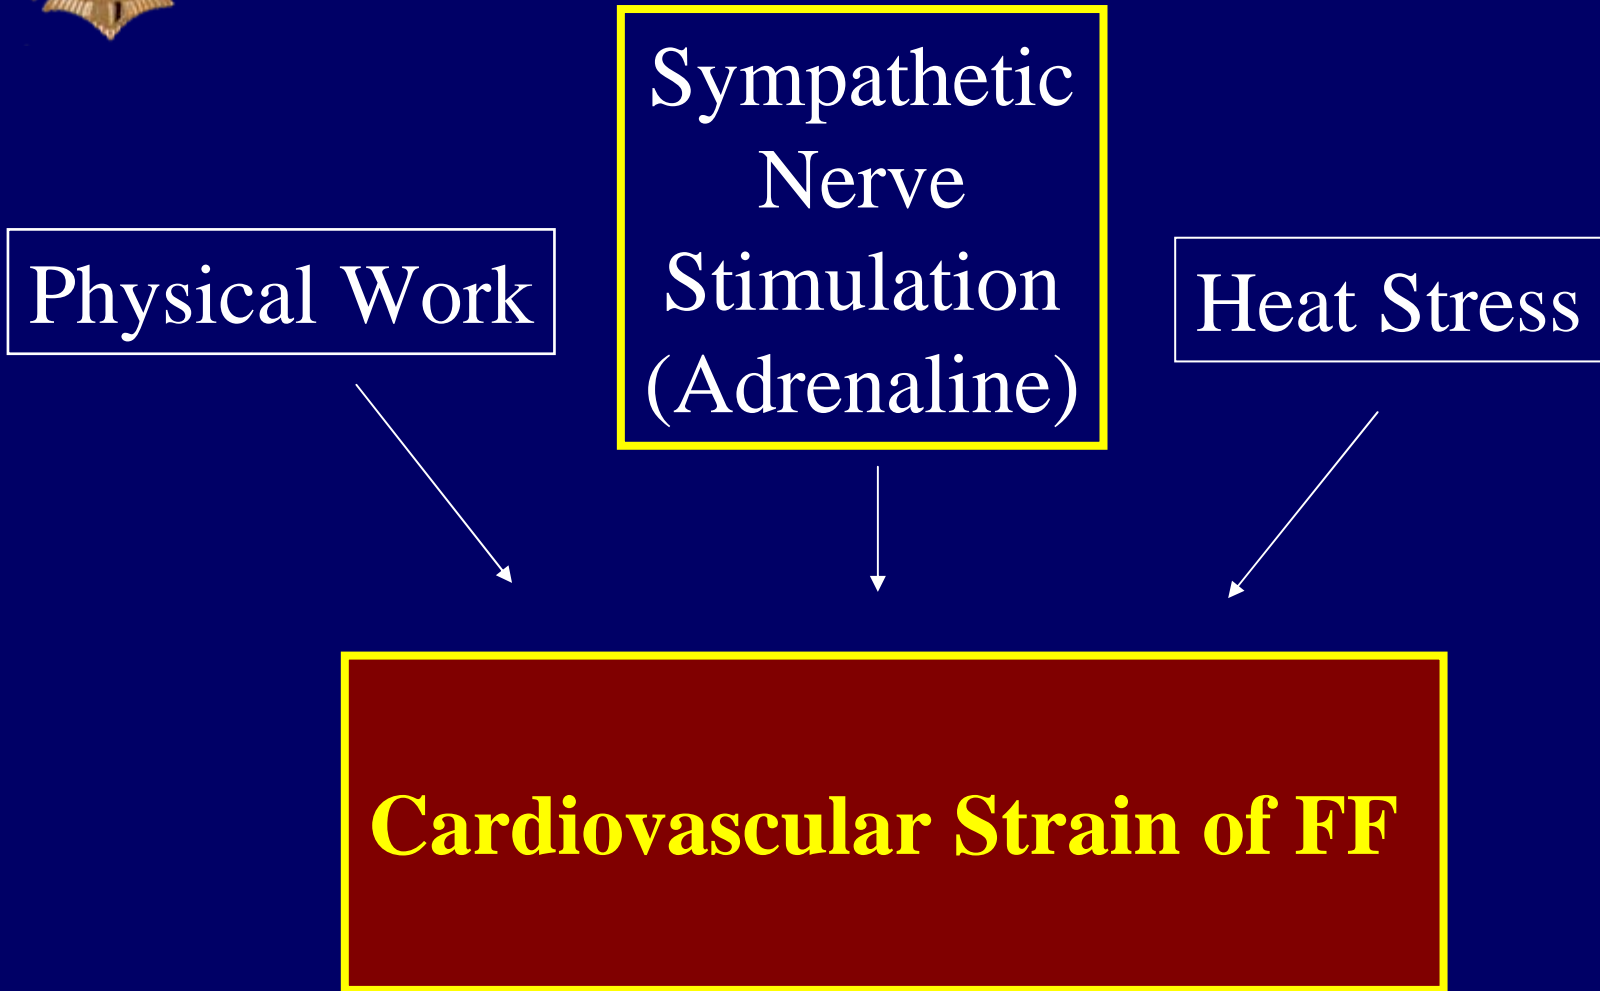 Sympathetic
Nerve
Stimulation
(Adrenaline)
Physical Work
Heat Stress
Cardiovascular Strain of FF